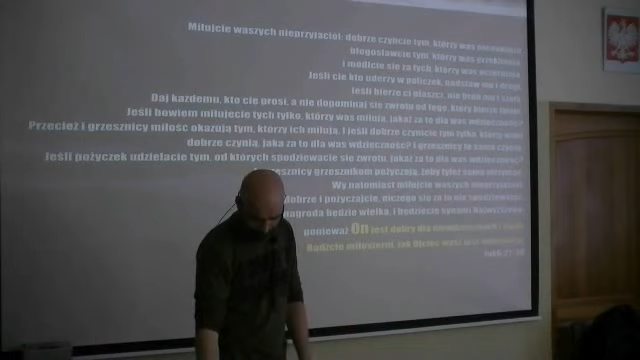 Miłujcie waszych nieprzyjaciół; dobrze czyńcie tym, którzy was
błogosławcie tym, którzy was
i módlcie się za tych, którzy was
Jeśli cię kto uderzy w policzek, nadstaw mu i drugi
jeśli bierze ci płaszcz, nie broń mu i szaty
Daj każdemu, kto cię prosi, a nie dopominaj się zwrotu od tego, który bierze
Jeśli bowiem miłujecie tych tylko, którzy was miłują, jakaż za to dla was wdzięczność?
Przecież i grzesznicy miłość okazują tym, którzy ich miłują. I jeśli dobrze czynicie tym tylko, którzy wam
dobrze czynią, jaka za to dla was wdzięczność? I grzesznicy to samo czynią.
Jeśli pożyczek udzielacie tym, od których spodziewacie się zwrotu, jakaż za to dla was wdzięczność?
grzesznikom pożyczają, żeby tyleż samo otrzymać.
Wy natomiast miłujcie waszych nieprzyjaciół
dobrze i pożyczajcie, niczego się za to nie spodziewając.
nagroda będzie wielka, i będziecie synami Najwyższego
ponieważ On jest dobry dla niewdzięcznych i złych.
Bądźcie miłosierni, jak Ojciec wasz jest miłosierny.